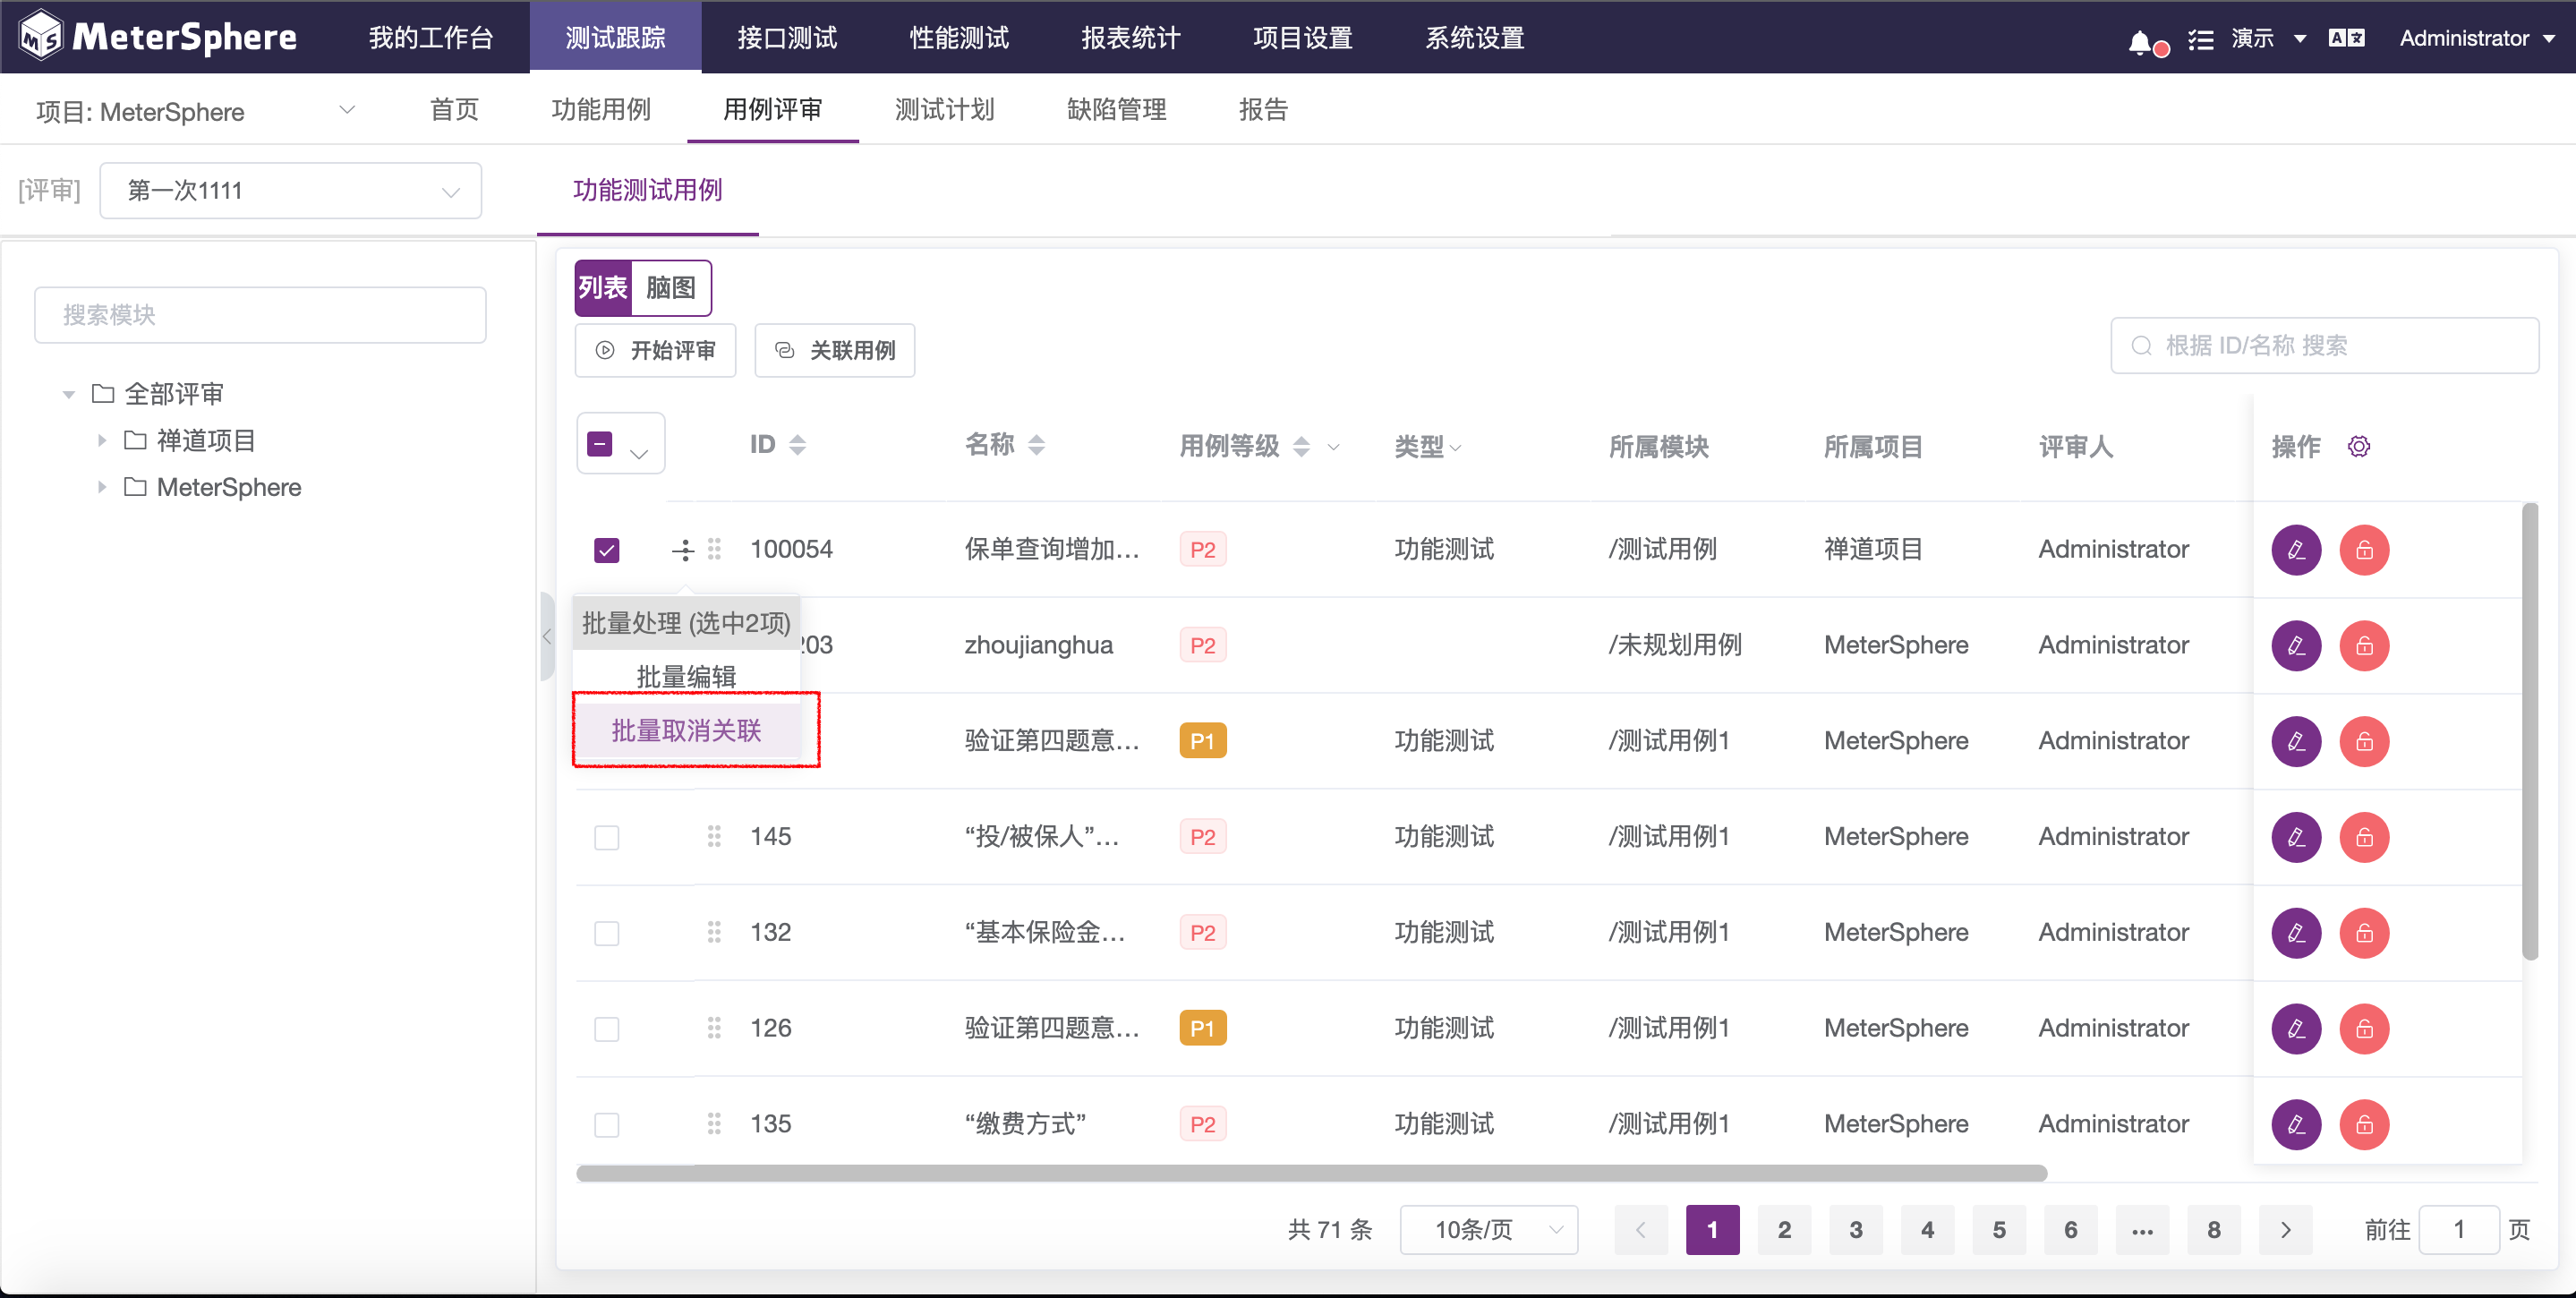 MeterSphere 我的工作台 测试跟踪 接口测试 性能测试 报表统计 项目设置 系统设置 演示 Administrator
项目: MeterSphere 首页 功能用例 用例评审 测试计划 缺陷管理 报告
[评审] 第一次1111 功能测试用例
搜索模块
全部评审
禅道项目
MeterSphere
列表 脑图
开始评审 关联用例 根据 ID/名称 搜索
ID 名称 用例等级 类型 所属模块 所属项目 评审人 操作
100054 保单查询增加... P2 功能测试 /测试用例 禅道项目 Administrator
批量处理 (选中2项)
203 zhoujianghua P2 /未规划用例 MeterSphere Administrator
批量编辑
批量取消关联
验证第四题意... P1 功能测试 /测试用例1 MeterSphere Administrator
145 “投/被保人”... P2 功能测试 /测试用例1 MeterSphere Administrator
132 “基本保险金... P2 功能测试 /测试用例1 MeterSphere Administrator
126 验证第四题意... P1 功能测试 /测试用例1 MeterSphere Administrator
135 “缴费方式” P2 功能测试 /测试用例1 MeterSphere Administrator
共 71 条 10条/页 1 2 3 4 5 6 ... 8 前往 1 页